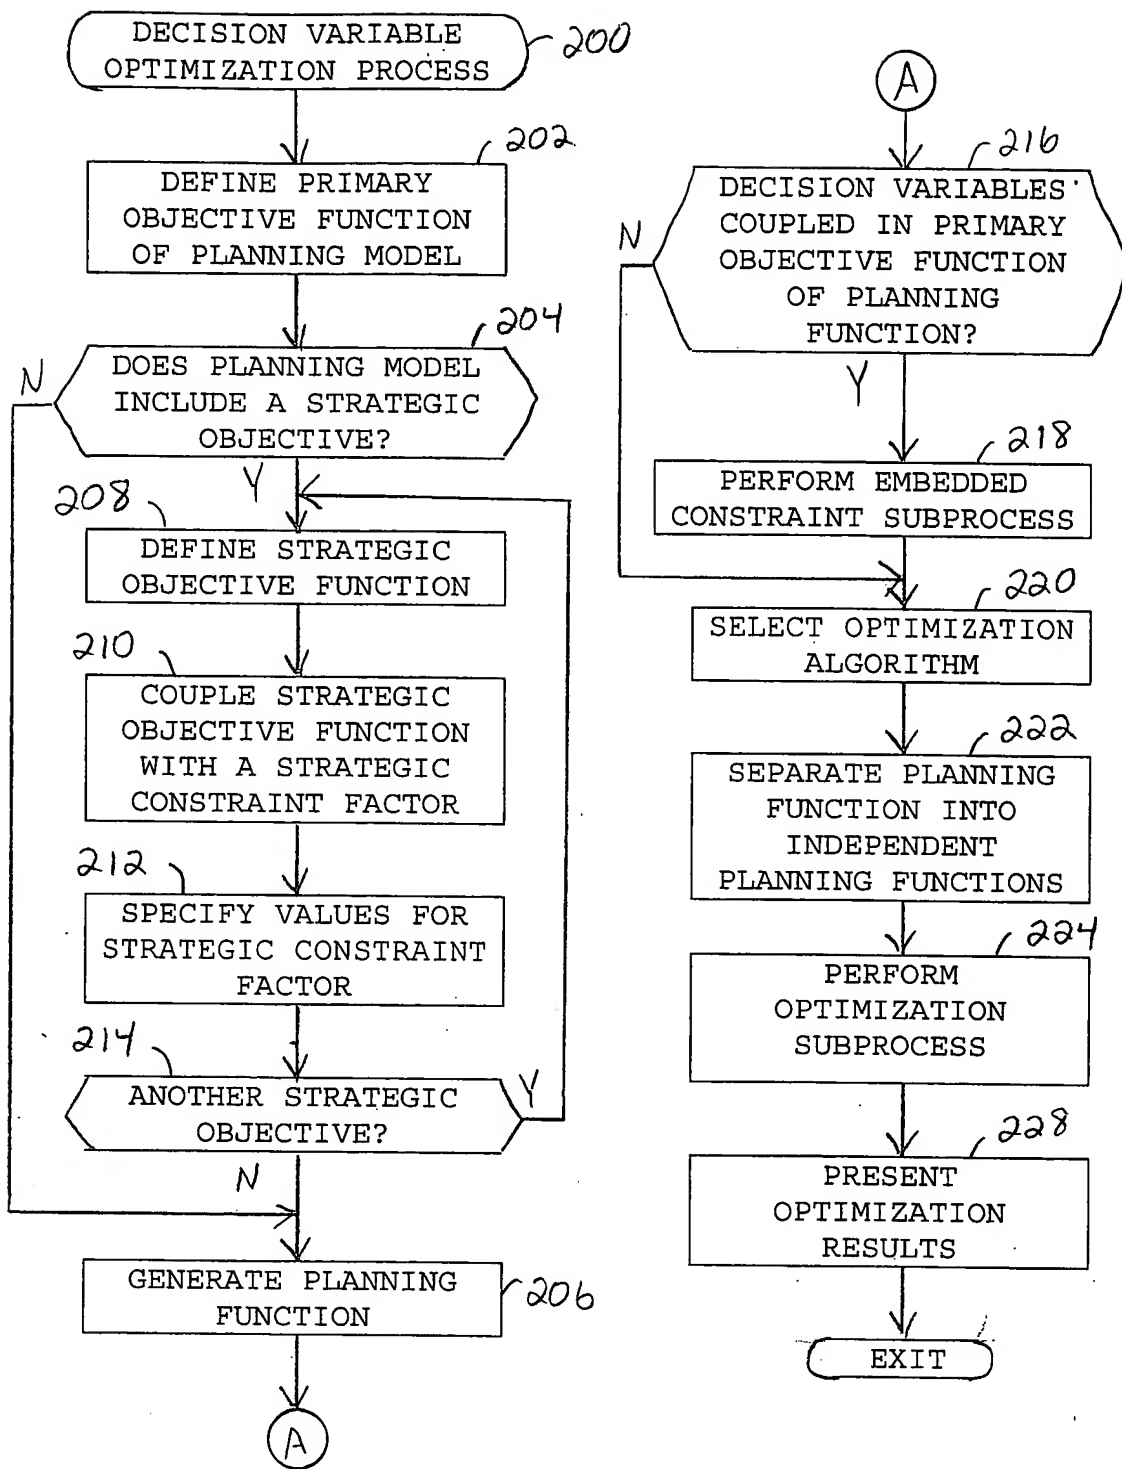 DECISION VARIABLE
OPTIMIZATION PROCESS
200
202
DEFINE PRIMARY
OBJECTIVE FUNCTION
OF PLANNING MODEL
204
N
DOES PLANNING MODEL
INCLUDE A STRATEGIC
OBJECTIVE?
Y
208
DEFINE STRATEGIC
OBJECTIVE FUNCTION
210
COUPLE STRATEGIC
OBJECTIVE FUNCTION
WITH A STRATEGIC
CONSTRAINT FACTOR
212
SPECIFY VALUES FOR
STRATEGIC CONSTRAINT
FACTOR
214
ANOTHER STRATEGIC
OBJECTIVE?
Y
N
GENERATE PLANNING
FUNCTION
206
A
A
216
DECISION VARIABLES
COUPLED IN PRIMARY
OBJECTIVE FUNCTION
OF PLANNING
FUNCTION?
N
Y
218
PERFORM EMBEDDED
CONSTRAINT SUBPROCESS
220
SELECT OPTIMIZATION
ALGORITHM
222
SEPARATE PLANNING
FUNCTION INTO
INDEPENDENT
PLANNING FUNCTIONS
224
PERFORM
OPTIMIZATION
SUBPROCESS
228
PRESENT
OPTIMIZATION
RESULTS
EXIT